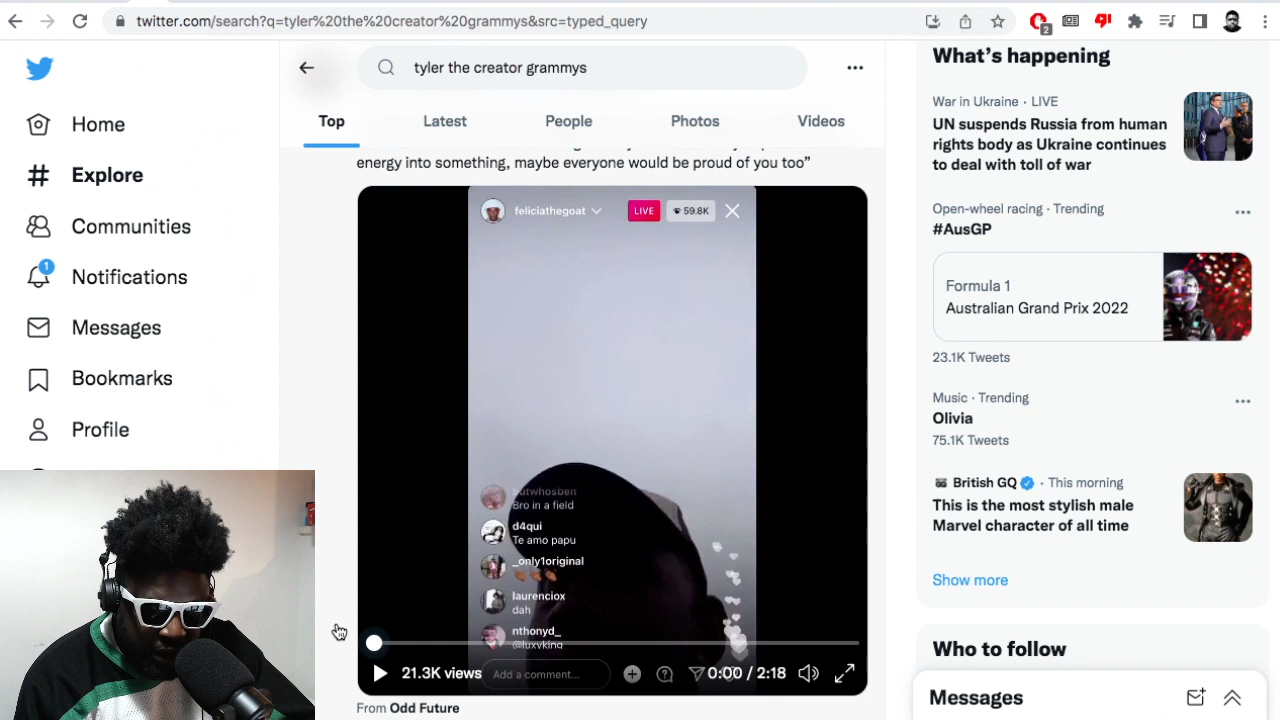 twitter.com/search?q=tyler%20the%20creator%20grammys&src=typed_query
2
Home
Explore
Communities
1
Notifications
Messages
Bookmarks
Profile
tyler the creator grammys
Top
Latest
People
Photos
Videos
energy into something, maybe everyone would be proud of you too”
feliciathegoat
LIVE
59.8K
butwhosben
Bro in a field
d4qui
Te amo papu
_only1original
laurenciox
dah
nthonyd_
@luxvkina
21.3K views
Add a comment...
0:00 / 2:18
From Odd Future
What's happening
War in Ukraine · LIVE
UN suspends Russia from human
rights body as Ukraine continues
to deal with toll of war
Open-wheel racing · Trending
#AusGP
Formula 1
Australian Grand Prix 2022
23.1K Tweets
Music · Trending
Olivia
75.1K Tweets
British GQ · This morning
This is the most stylish male
Marvel character of all time
Show more
Who to follow
Messages